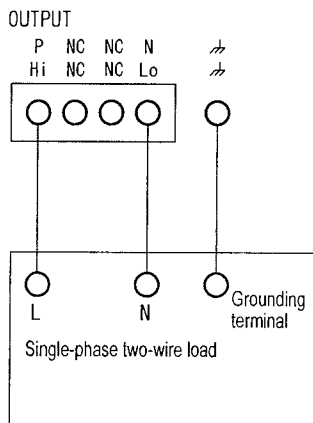 OUTPUT
P NC NC N
Hi NC NC Lo
L N
Grounding
terminal
Single-phase two-wire load